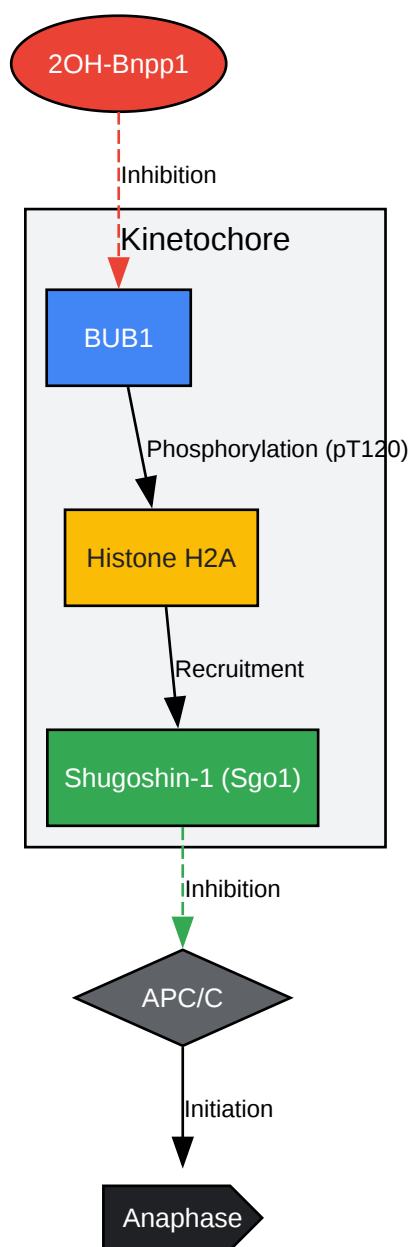 2OH-Bnpp1
Inhibition
Kinetochore
BUB1
Phosphorylation (pT120)
Histone H2A
Recruitment
Shugoshin-1 (Sgo1)
Inhibition
APC/C
Initiation
Anaphase